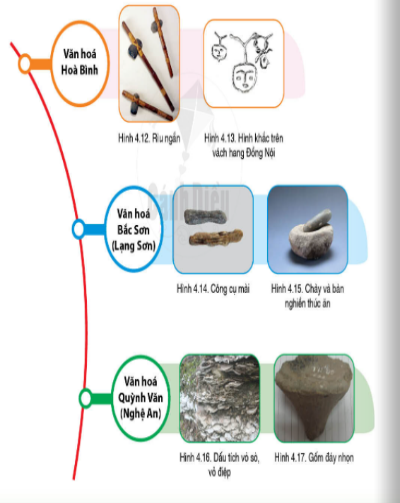 Văn hoá
Hoà Bình
Hình 4.12. Rìu ngắn
Hình 4.13. Hình khắc trên
vách hang Đồng Nội
Cánh Diều
Văn hoá
Bắc Sơn
(Lạng Sơn)
Hình 4.14. Công cụ mài
Hình 4.15. Chày và bàn
nghiền thức ăn
Văn hoá
Quỳnh Văn
(Nghệ An)
Hình 4.16. Dấu tích vỏ sò,
vỏ điệp
Hình 4.17. Gốm đáy nhọn